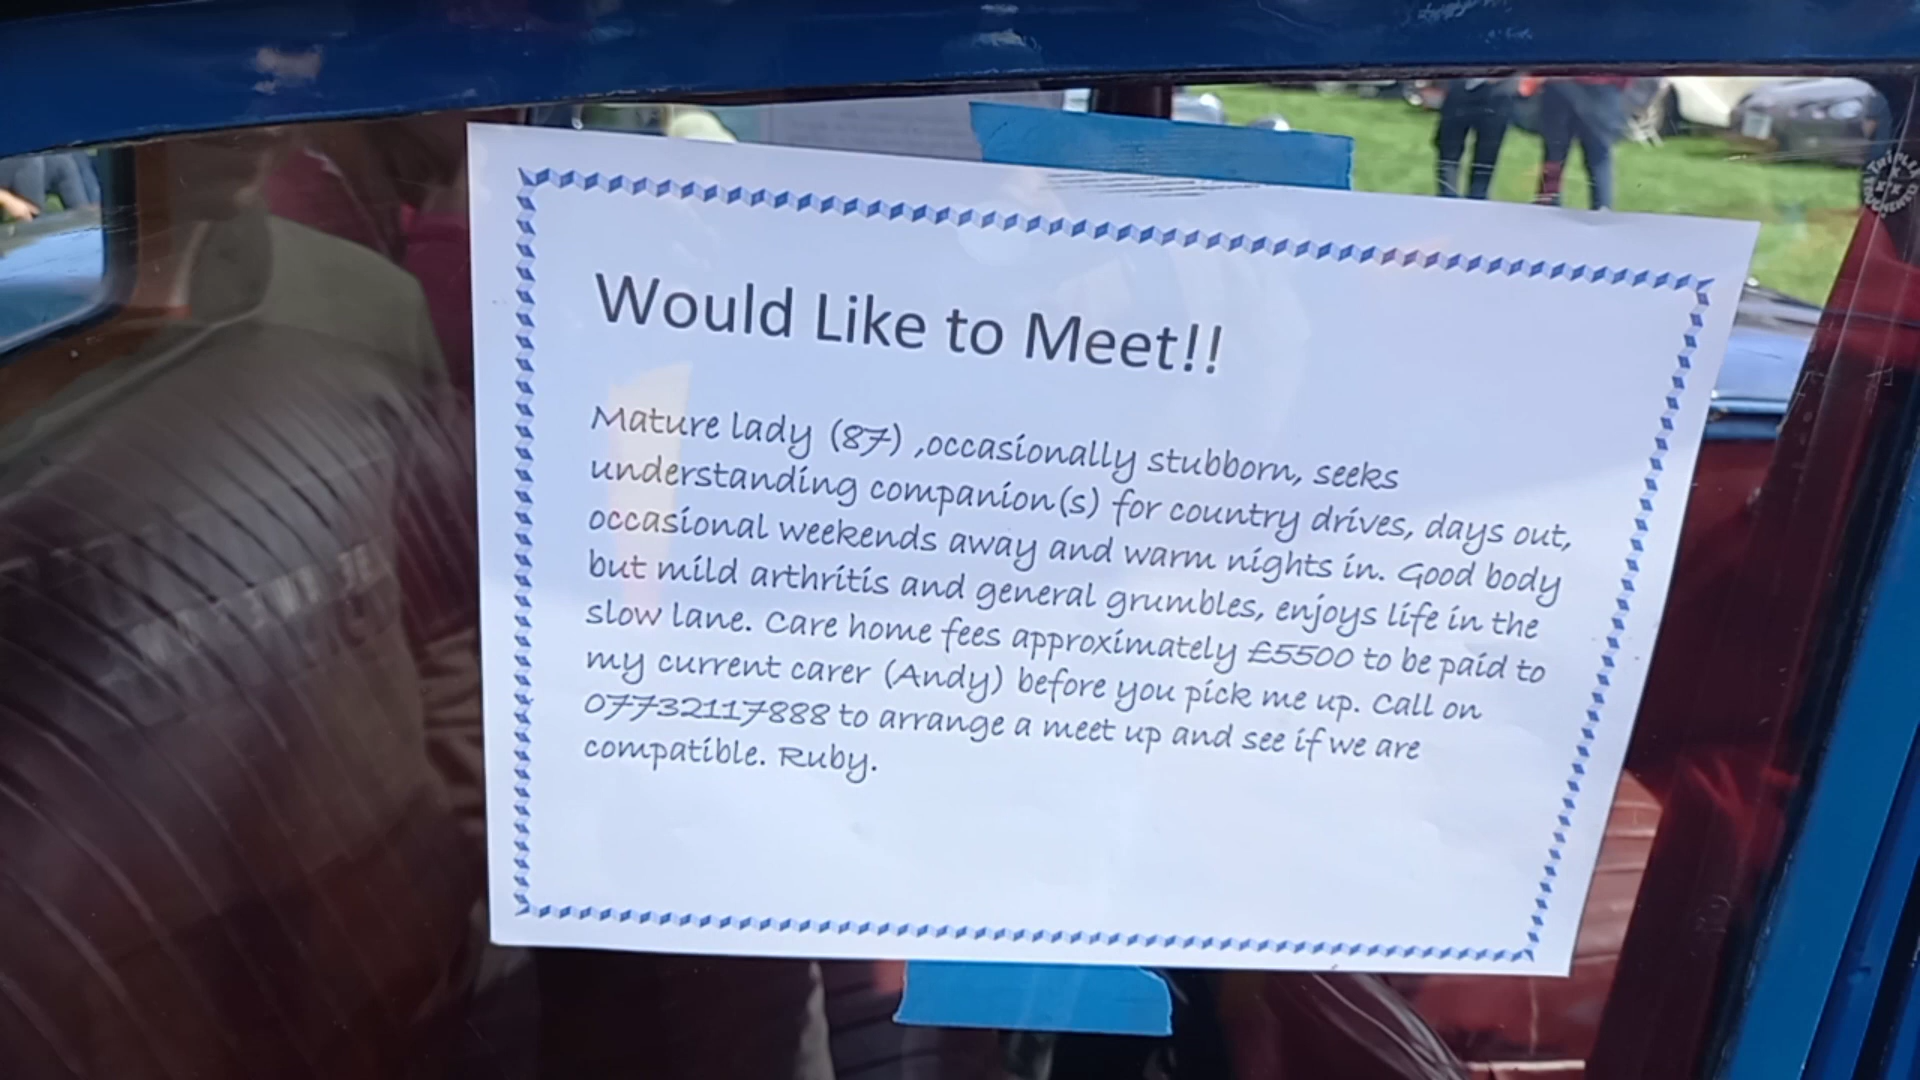 Would Like to Meet!!
Mature lady (87) ,occasionally stubborn, seeks
understanding companion(s) for country drives, days out,
occasional weekends away and warm nights in. Good body
but mild arthritis and general grumbles, enjoys life in the
slow lane. Care home fees approximately £5500 to be paid to
my current carer (Andy) before you pick me up. Call on
07732117888 to arrange a meet up and see if we are
compatible. Ruby.
TRIPLEX
TOUGHENED